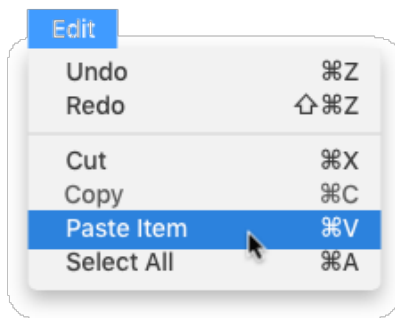 Edit
Undo ⌘Z
Redo ⇧⌘Z
Cut ⌘X
Copy ⌘C
Paste Item ⌘V
Select All ⌘A